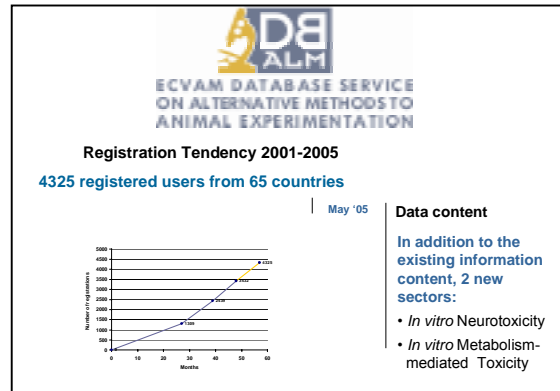 DB
ALM
ECVAM DATABASE SERVICE
ON ALTERNATIVE METHODS TO
ANIMAL EXPERIMENTATION
Registration Tendency 2001-2005
4325 registered users from 65 countries
May '05
Data content
In addition to the
existing information
content, 2 new
sectors:
• In vitro Neurotoxicity
• In vitro Metabolism-
mediated Toxicity
Number of registrations
5000
4500
4000
3500
3000
2500
2000
1500
1000
500
0
4325
1309
0 10 20 30 40 50 60
Months